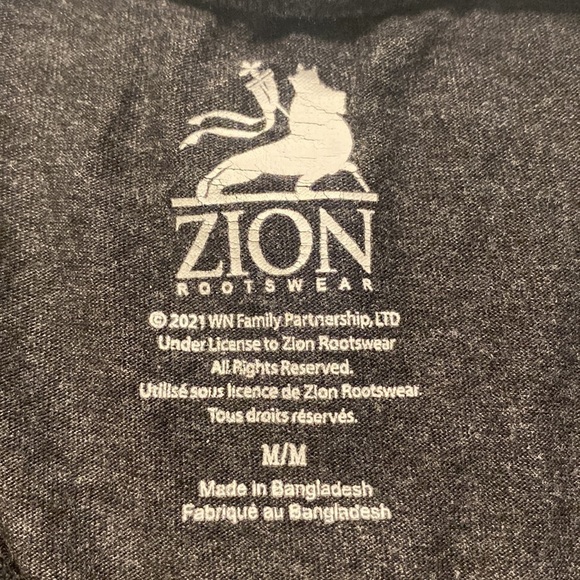 ZION
ROOTSWEAR
© 2021 WN Family Partnership, LTD
Under License to Zion Rootswear
All Rights Reserved.
Utilisé sous licence de Zion Rootswear
Tous droits réservés.
M/M
Made in Bangladesh
Fabriqué au Bangladesh